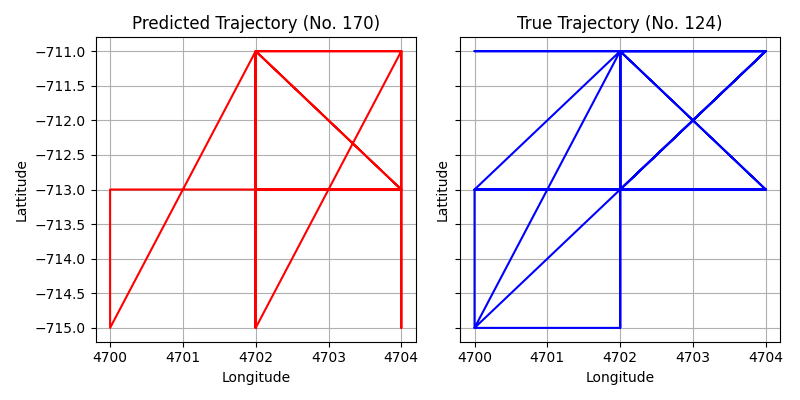 Predicted Trajectory (No. 170)
True Trajectory (No. 124)
Lattitude
−711.0
−711.5
−712.0
−712.5
−713.0
−713.5
−714.0
−714.5
−715.0
4700 4701 4702 4703 4704
Longitude
Lattitude
4700 4701 4702 4703 4704
Longitude